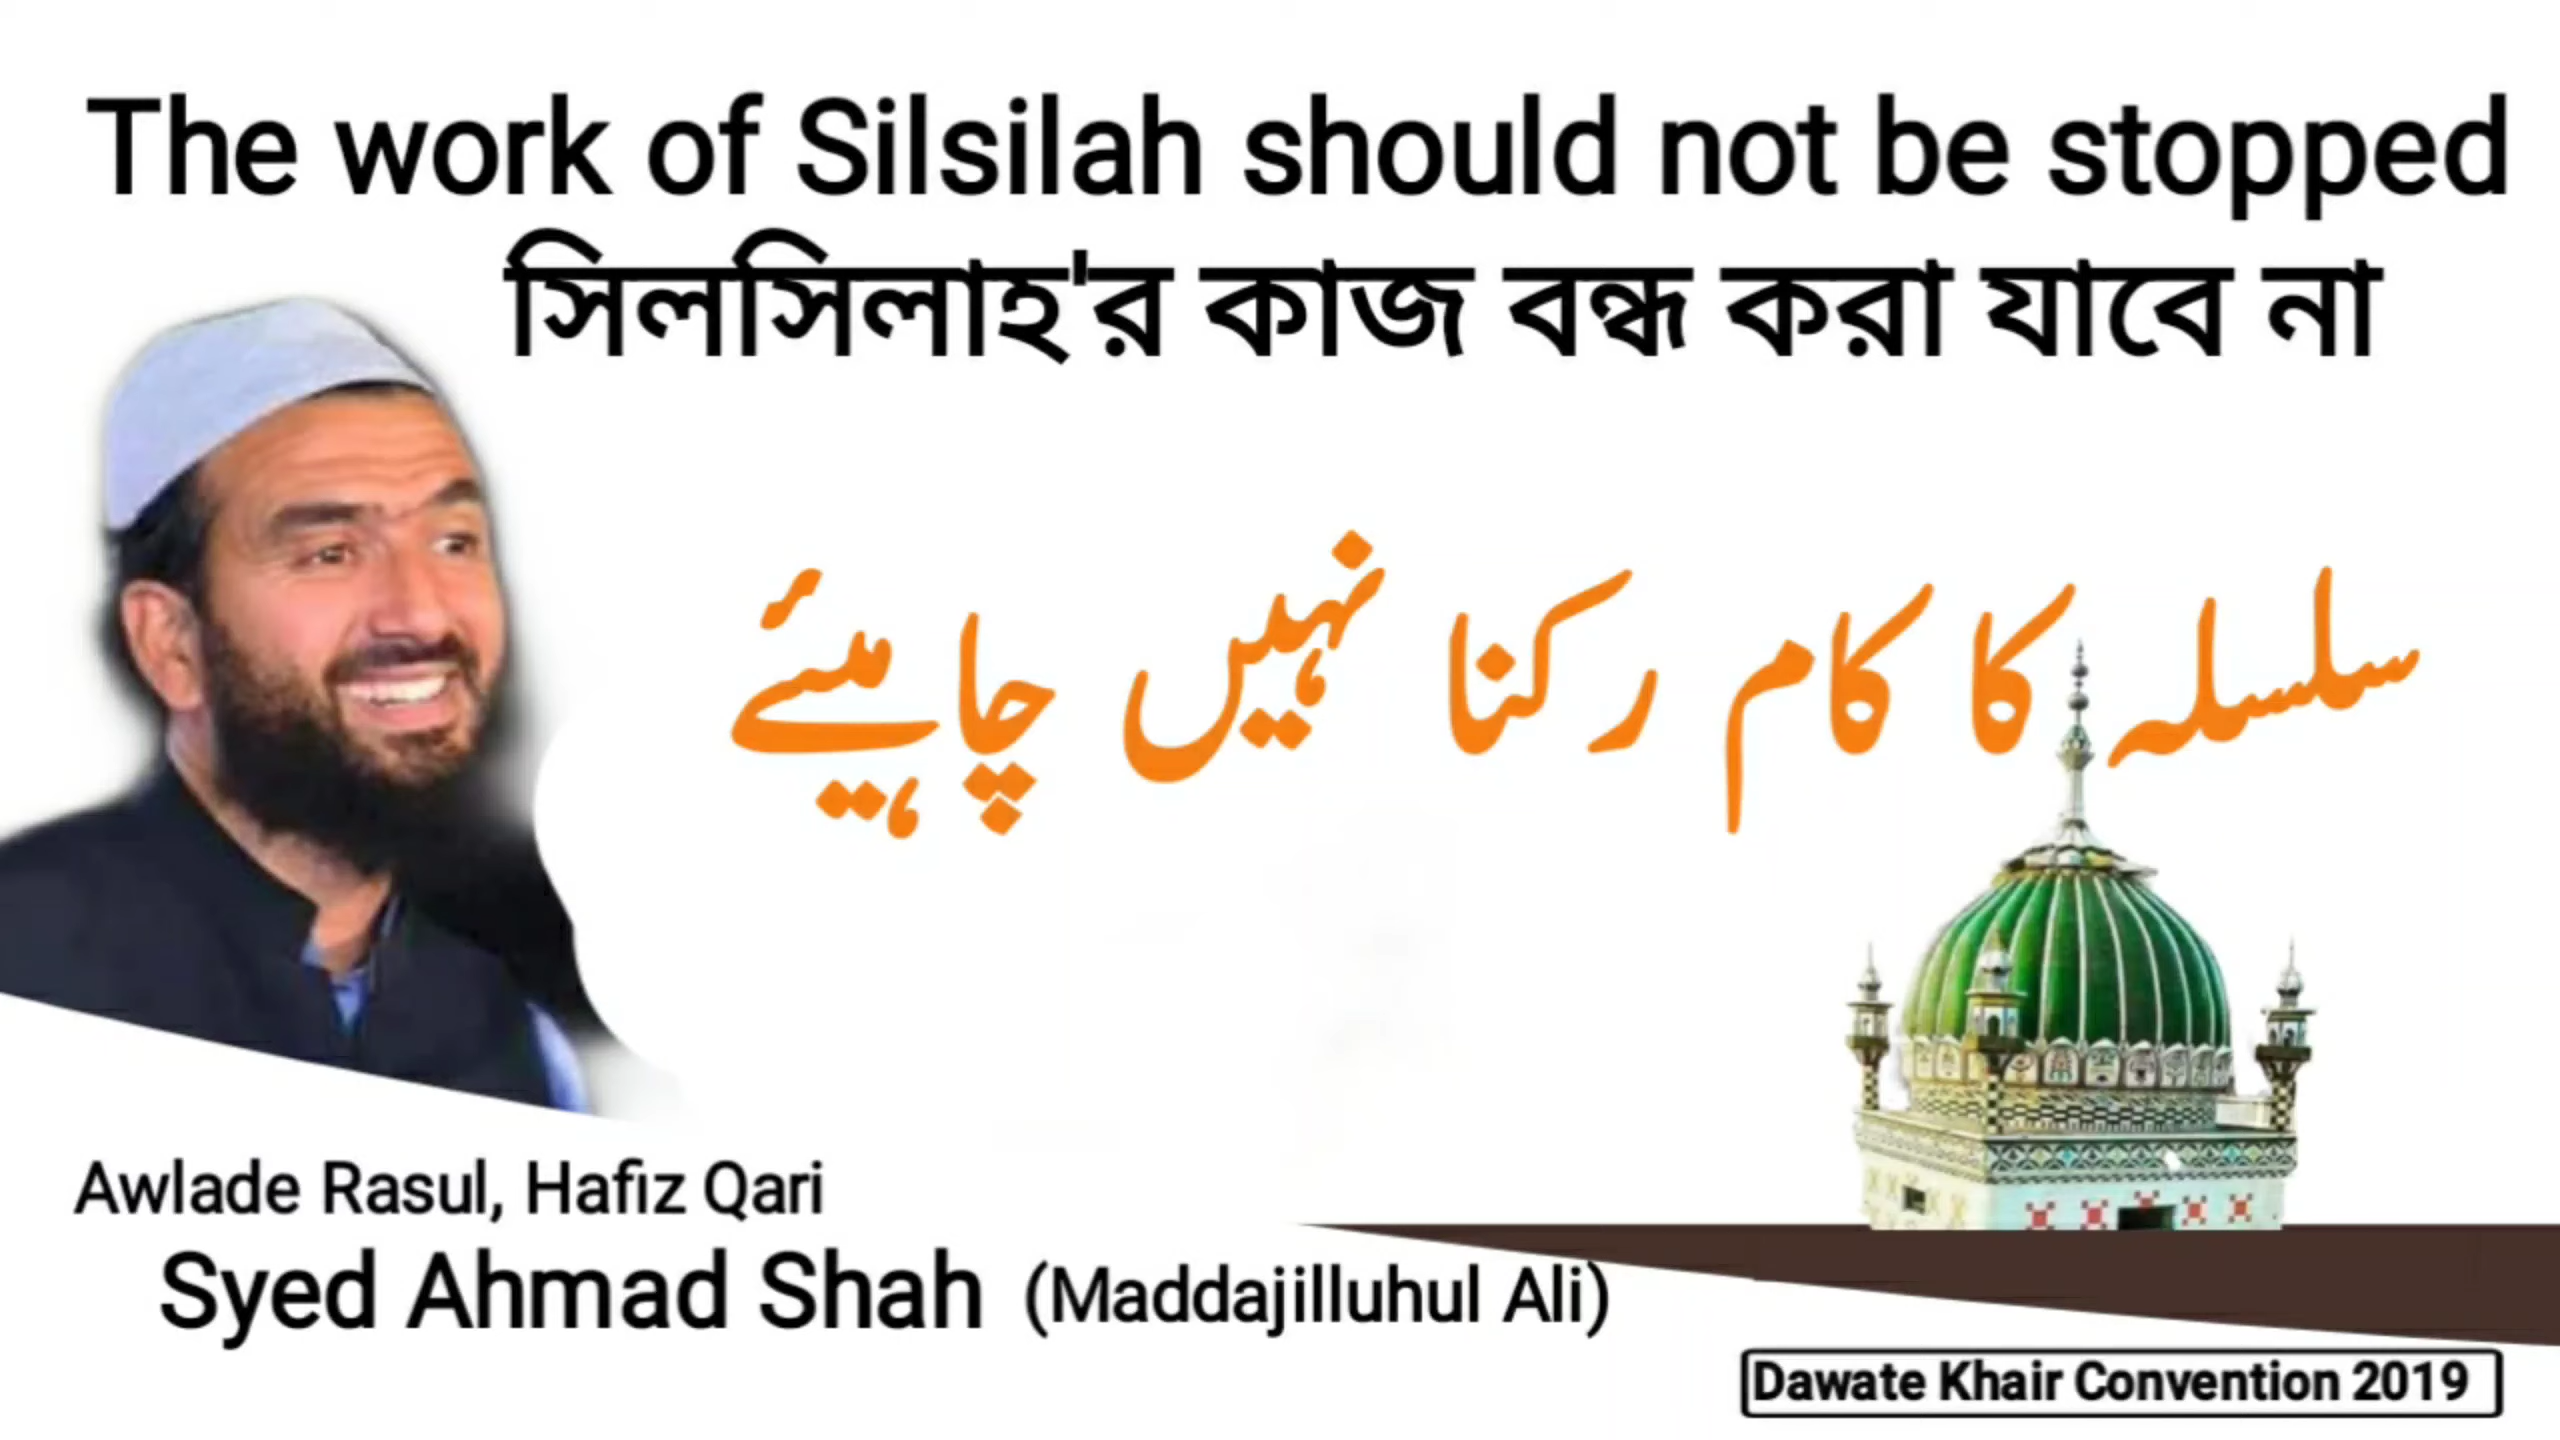 The work of Silsilah should not be stopped
সিলসিলাহ'র কাজ বন্ধ করা যাবে না
سلسلہ کا کام رکنا نہیں چاہیئے
Awlade Rasul, Hafiz Qari
Syed Ahmad Shah (Maddajilluhul Ali)
Dawate Khair Convention 2019